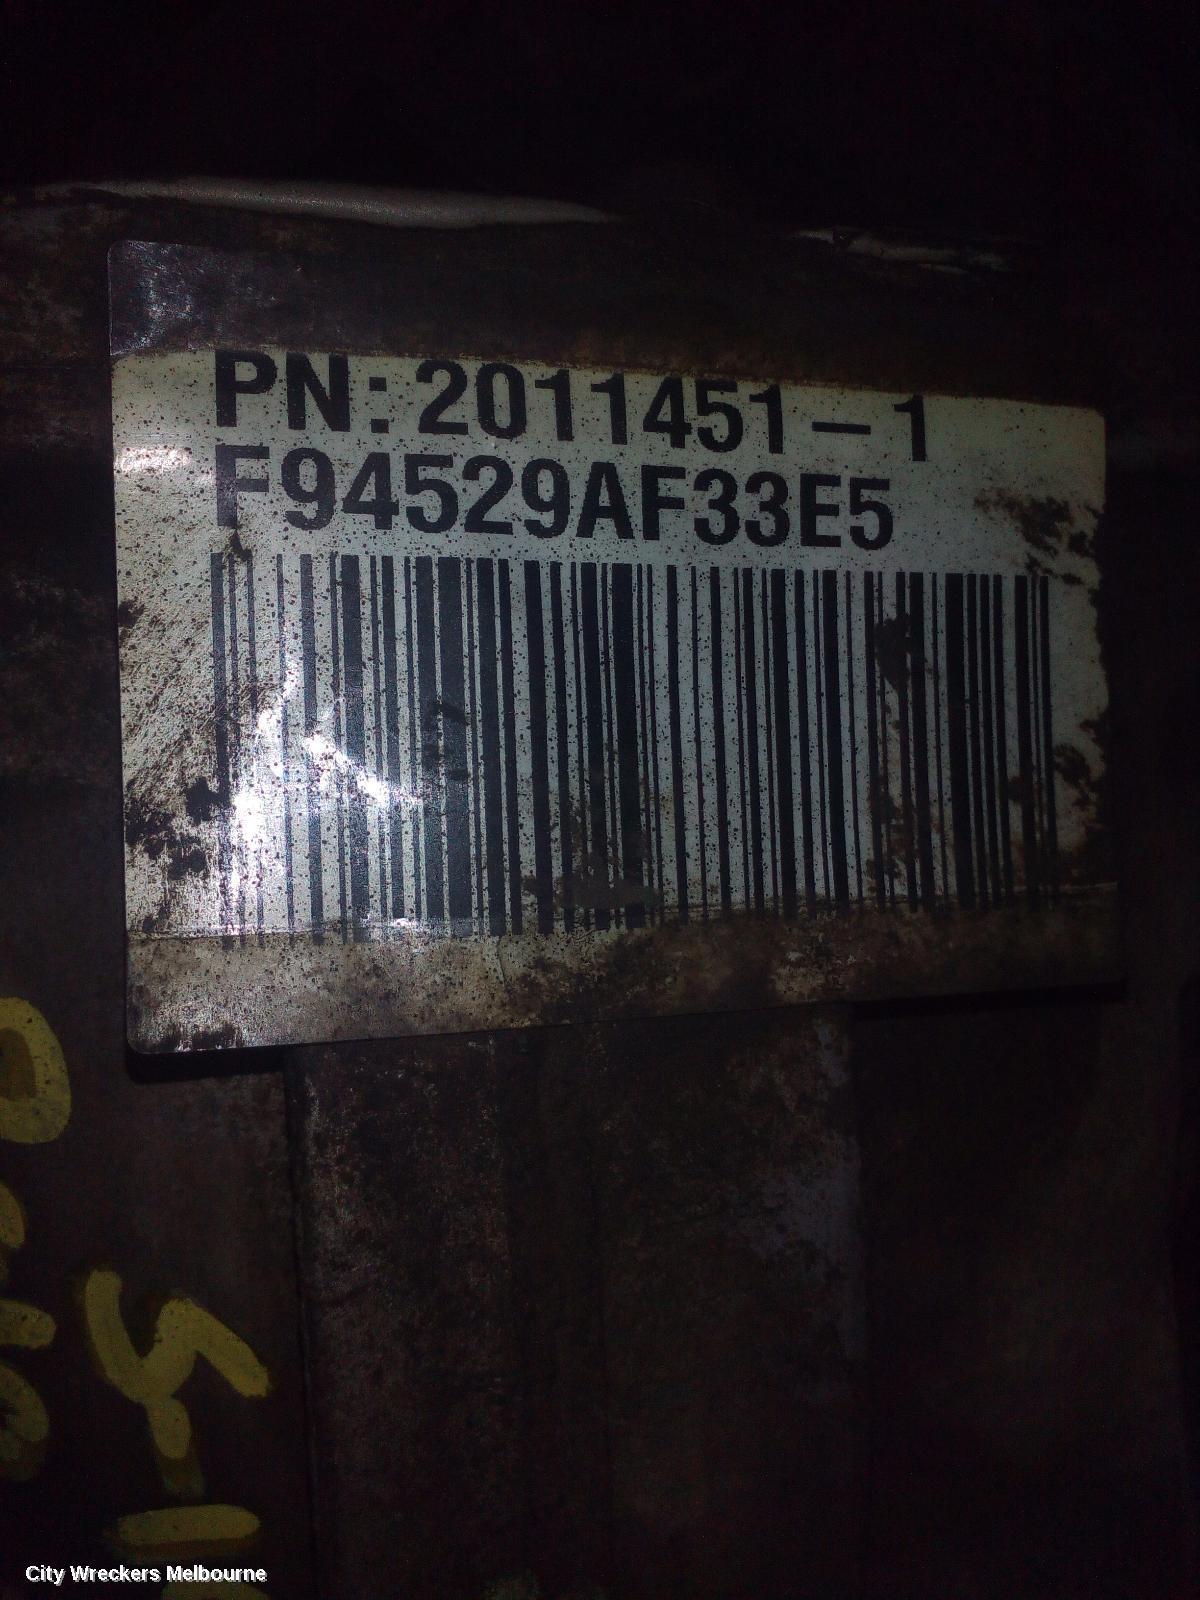 PN: 2011451-1
F94529AF33E5
City Wreckers Melbourne